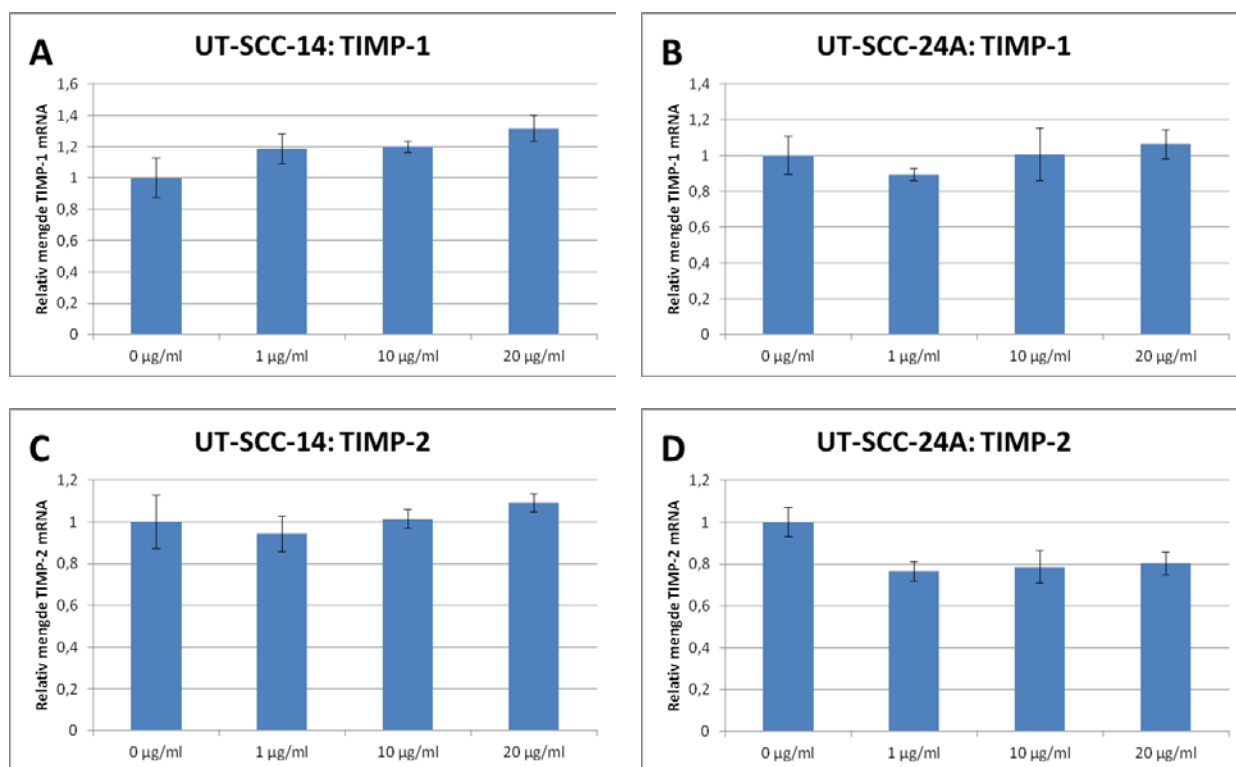 A
UT-SCC-14: TIMP-1
Relativ mengde TIMP-1 mRNA
1,6
1,4
1,2
1
0,8
0,6
0,4
0,2
0
0 µg/ml 1 µg/ml 10 µg/ml 20 µg/ml
B
UT-SCC-24A: TIMP-1
Relativ mengde TIMP-1 mRNA
1,4
1,2
1
0,8
0,6
0,4
0,2
0
0 µg/ml 1 µg/ml 10 µg/ml 20 µg/ml
C
UT-SCC-14: TIMP-2
Relativ mengde TIMP-2 mRNA
1,2
1
0,8
0,6
0,4
0,2
0
0 µg/ml 1 µg/ml 10 µg/ml 20 µg/ml
D
UT-SCC-24A: TIMP-2
Relativ mengde TIMP-2 mRNA
1,2
1
0,8
0,6
0,4
0,2
0
0 µg/ml 1 µg/ml 10 µg/ml 20 µg/ml